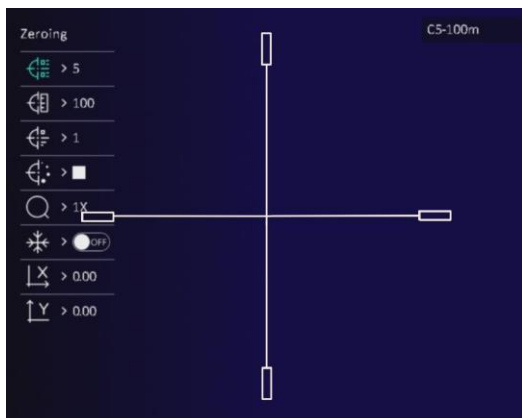 Zeroing
C5-100m
> 5
> 100
> 1
>
> 1X
> OFF
X > 0.00
Y > 0.00